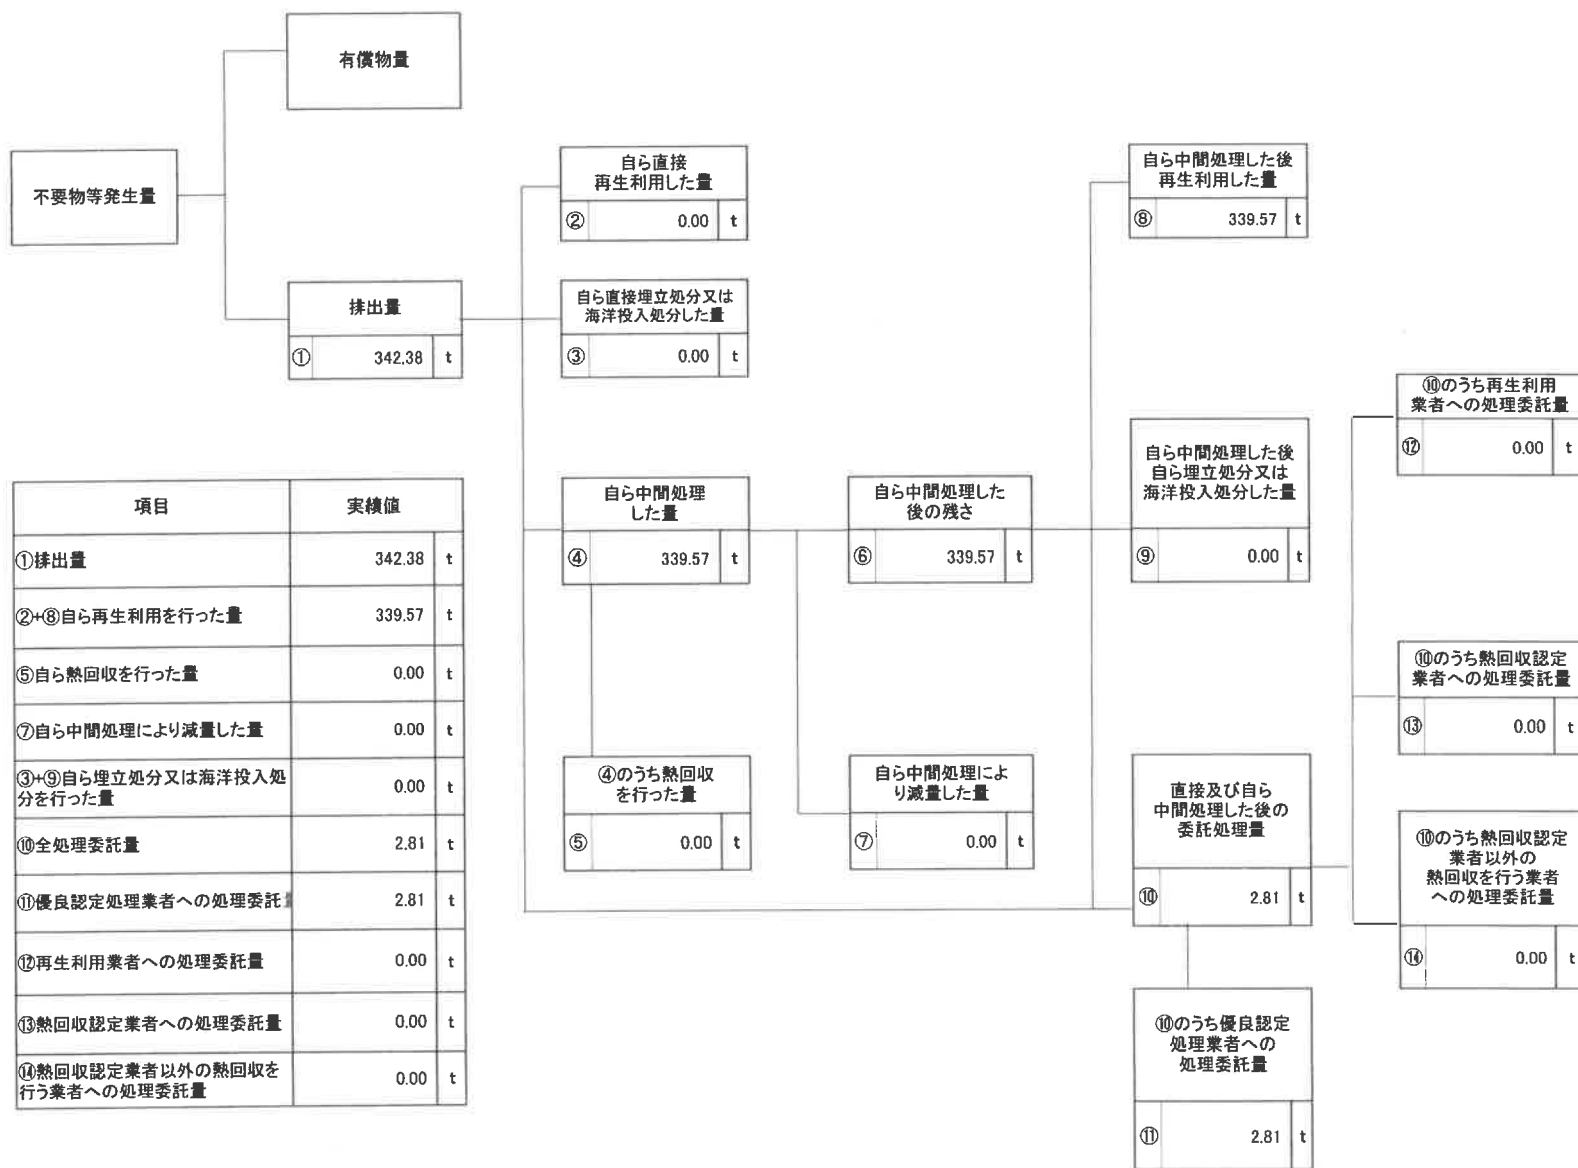 有償物量
不要物等発生量
排出量
① 342.38 t
自ら直接
再生利用した量
② 0.00 t
自ら直接埋立処分又は
海洋投入処分した量
③ 0.00 t
自ら中間処理
した量
④ 339.57 t
④のうち熱回収
を行った量
⑤ 0.00 t
自ら中間処理した
後の残さ
⑥ 339.57 t
自ら中間処理によ
り減量した量
⑦ 0.00 t
自ら中間処理した後
再生利用した量
⑧ 339.57 t
自ら中間処理した後
自ら埋立処分又は
海洋投入処分した量
⑨ 0.00 t
直接及び自ら
中間処理した後の
委託処理量
⑩ 2.81 t
⑩のうち優良認定
処理業者への
処理委託量
⑪ 2.81 t
⑩のうち再生利用
業者への処理委託量
⑫ 0.00 t
⑩のうち熱回収認定
業者への処理委託量
⑬ 0.00 t
⑩のうち熱回収認定
業者以外の
熱回収を行う業者
への処理委託量
⑭ 0.00 t
項目 実績値
①排出量 342.38 t
②+⑧自ら再生利用を行った量 339.57 t
⑤自ら熱回収を行った量 0.00 t
⑦自ら中間処理により減量した量 0.00 t
③+⑨自ら埋立処分又は海洋投入処
分を行った量 0.00 t
⑩全処理委託量 2.81 t
⑪優良認定処理業者への処理委託 2.81 t
⑫再生利用業者への処理委託量 0.00 t
⑬熱回収認定業者への処理委託量 0.00 t
⑭熱回収認定業者以外の熱回収を
行う業者への処理委託量 0.00 t